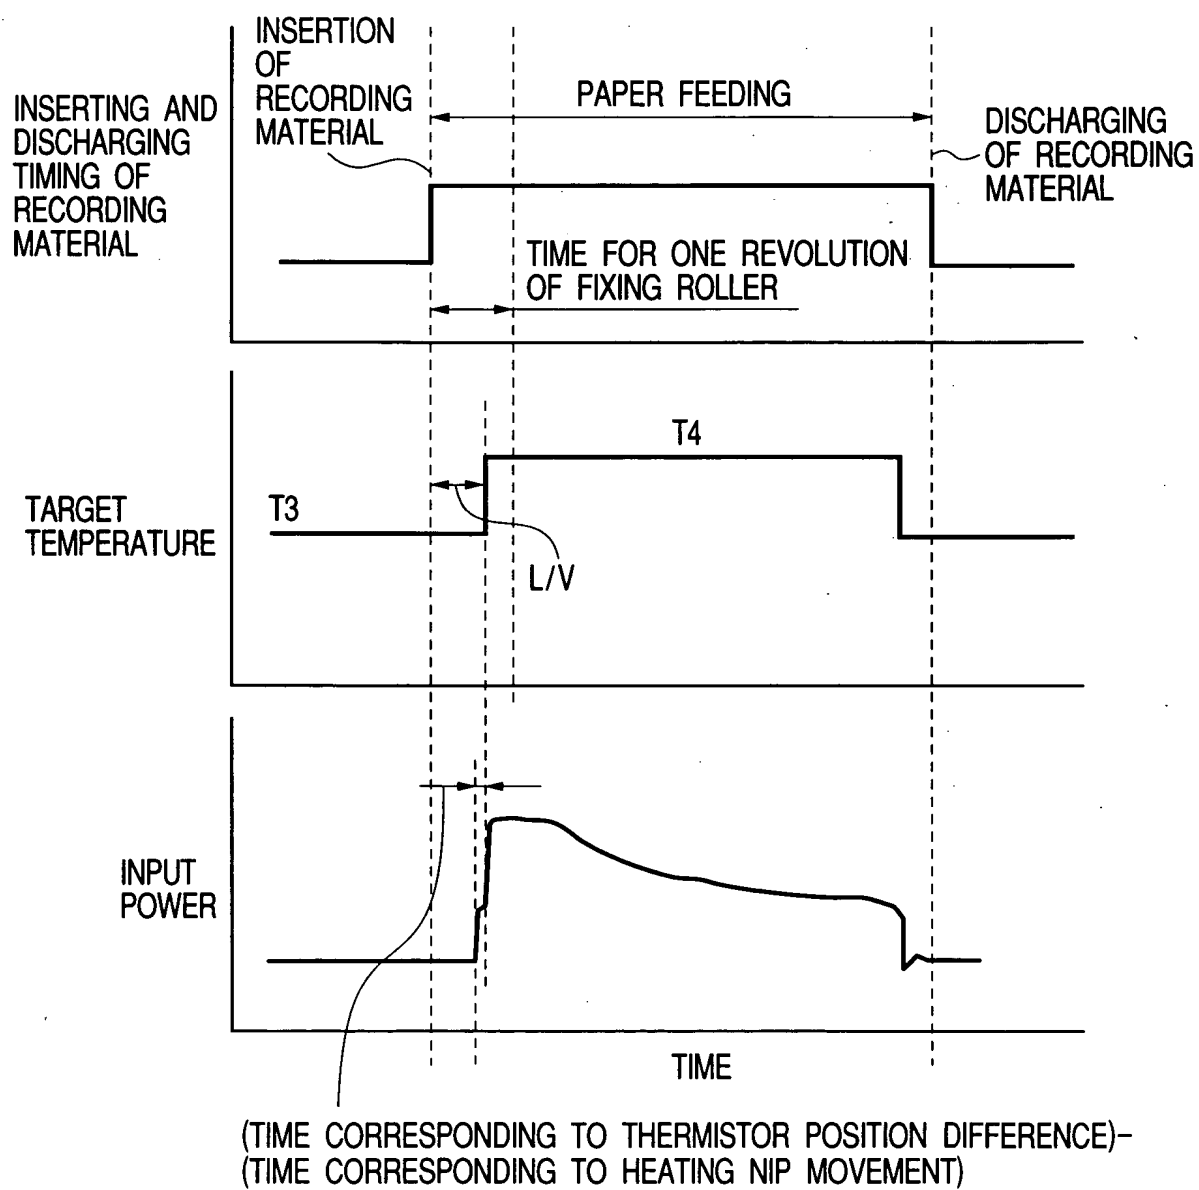 INSERTION
OF
RECORDING
MATERIAL
INSERTING AND
DISCHARGING
TIMING OF
RECORDING
MATERIAL
PAPER FEEDING
DISCHARGING
OF RECORDING
MATERIAL
TIME FOR ONE REVOLUTION
OF FIXING ROLLER
TARGET
TEMPERATURE
T3
T4
L/V
INPUT
POWER
TIME
(TIME CORRESPONDING TO THERMISTOR POSITION DIFFERENCE)–
(TIME CORRESPONDING TO HEATING NIP MOVEMENT)